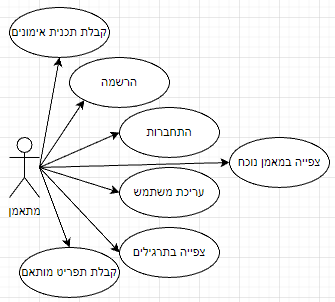 קבלת תכנית אימונים
הרשמה
התחברות
צפייה במאמן נוכח
עריכת משתמש
מתאמן
צפייה בתרגילים
קבלת תפריט מותאם